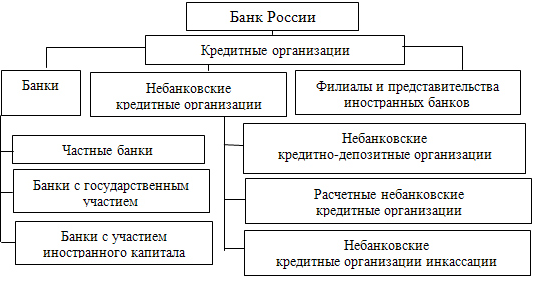 Банк России
Кредитные организации
Банки
Небанковские
кредитные организации
Филиалы и представительства
иностранных банков
Частные банки
Банки с государственным
участием
Банки с участием
иностранного капитала
Небанковские
кредитно-депозитные организации
Расчетные небанковские
кредитные организации
Небанковские
кредитные организации инкассации